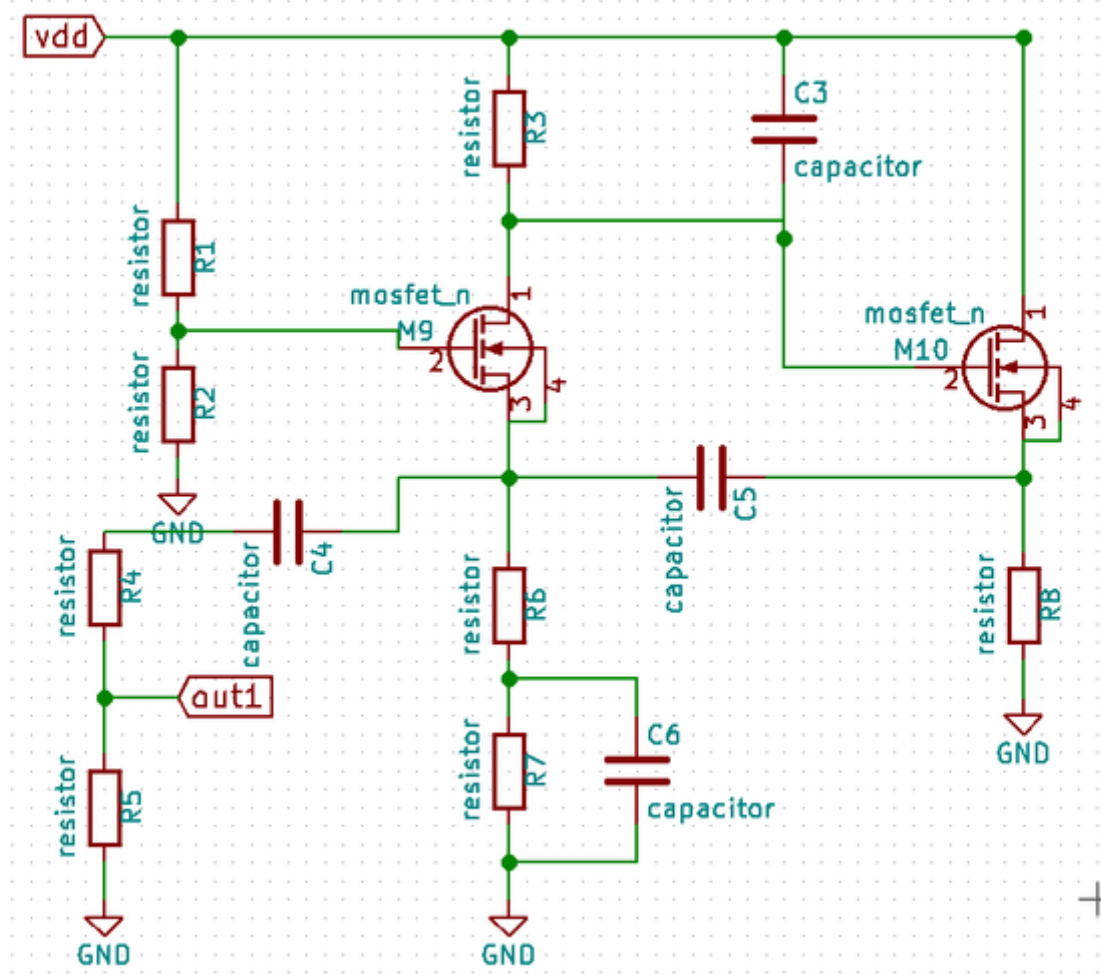 vdd
resistor
R3
C3
capacitor
resistor
R1
mosfet_n
M9
1
2
3
4
mosfet_n
M10
1
2
3
4
resistor
R2
GND
capacitor
C4
capacitor
C5
resistor
R4
resistor
R6
resistor
R8
out1
C6
capacitor
resistor
R7
GND
resistor
R5
GND
GND